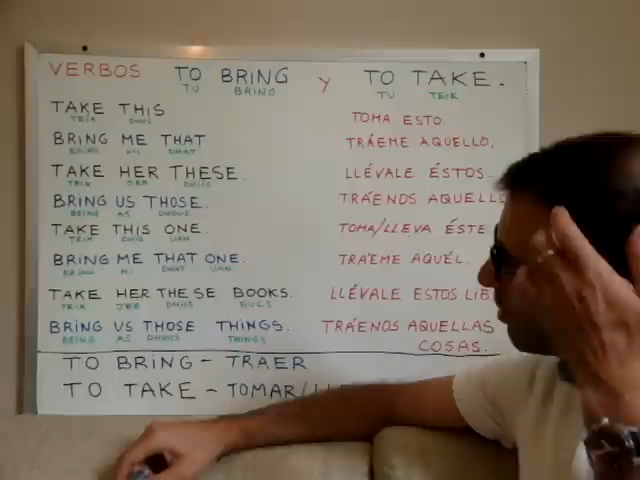 VERBOS TO BRING Y TO TAKE.
TU BRING TU TEIK
TAKE THIS TOMA ESTO
TEIK DHIS
BRING ME THAT TRÁEME AQUELLO.
BRING MI DHAT
TAKE HER THESE. LLÉVALE ÉSTOS.
TEIK JER DHIIS
BRING US THOSE. TRÁENOS
BRING AS DHOUS
TAKE THIS ONE. TOMA/LLEVA ÉSTE
TEIK DHIS UAN
BRING ME THAT ONE. TRÁEME AQUÉL.
BRING MI DHAT UAN
TAKE HER THESE BOOKS. LLÉVALE ESTOS
TEIK JER DHIIS BUCS
BRING US THOSE THINGS. TRÁENOS AQUELLAS
BRING AS DHOUS THINGS COSAS.
TO BRING - TRAER
TO TAKE - TOMAR/